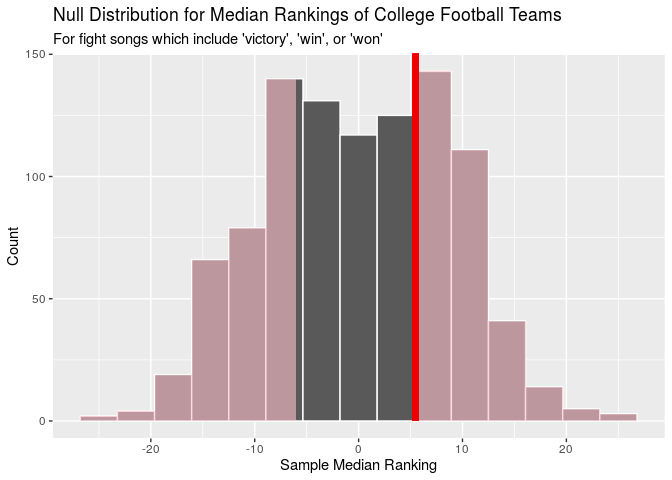 Null Distribution for Median Rankings of College Football Teams
For fight songs which include 'victory', 'win', or 'won'
150
100
50
0
Count
-20 -10 0 10 20
Sample Median Ranking